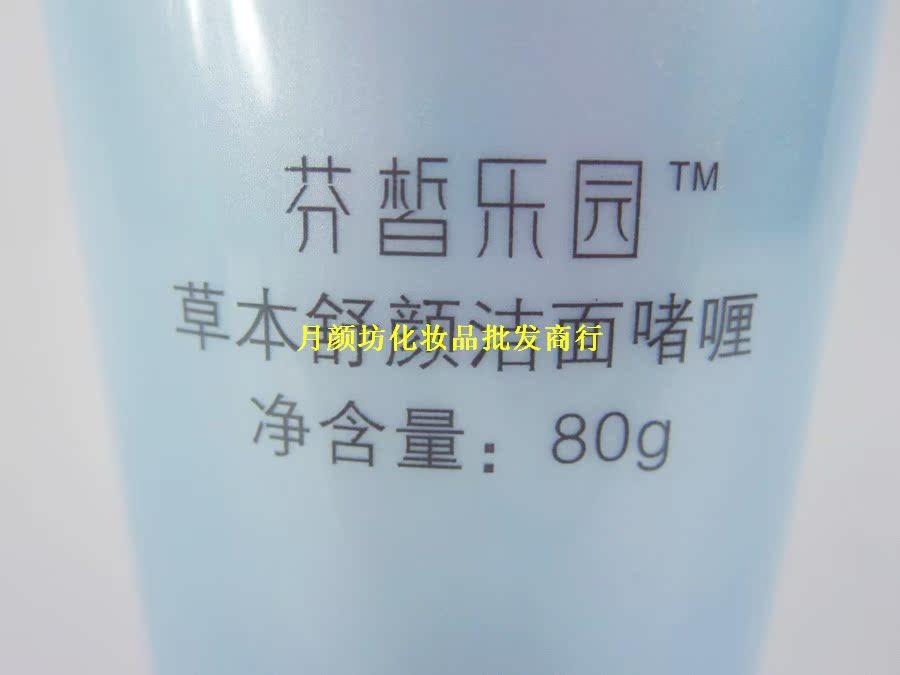 芬皙乐园™
草本舒颜洁面啫喱
月颜坊化妆品批发商行
净含量：80g